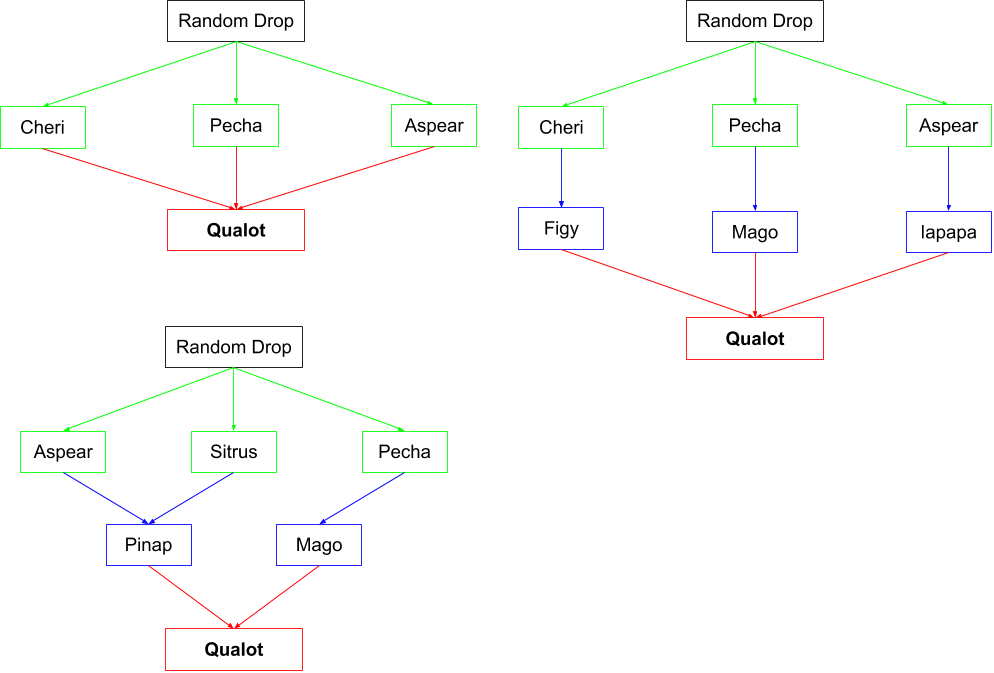 Random Drop
Cheri
Pecha
Aspear
Qualot
Random Drop
Cheri
Pecha
Aspear
Figy
Mago
Iapapa
Qualot
Random Drop
Aspear
Sitrus
Pecha
Pinap
Mago
Qualot